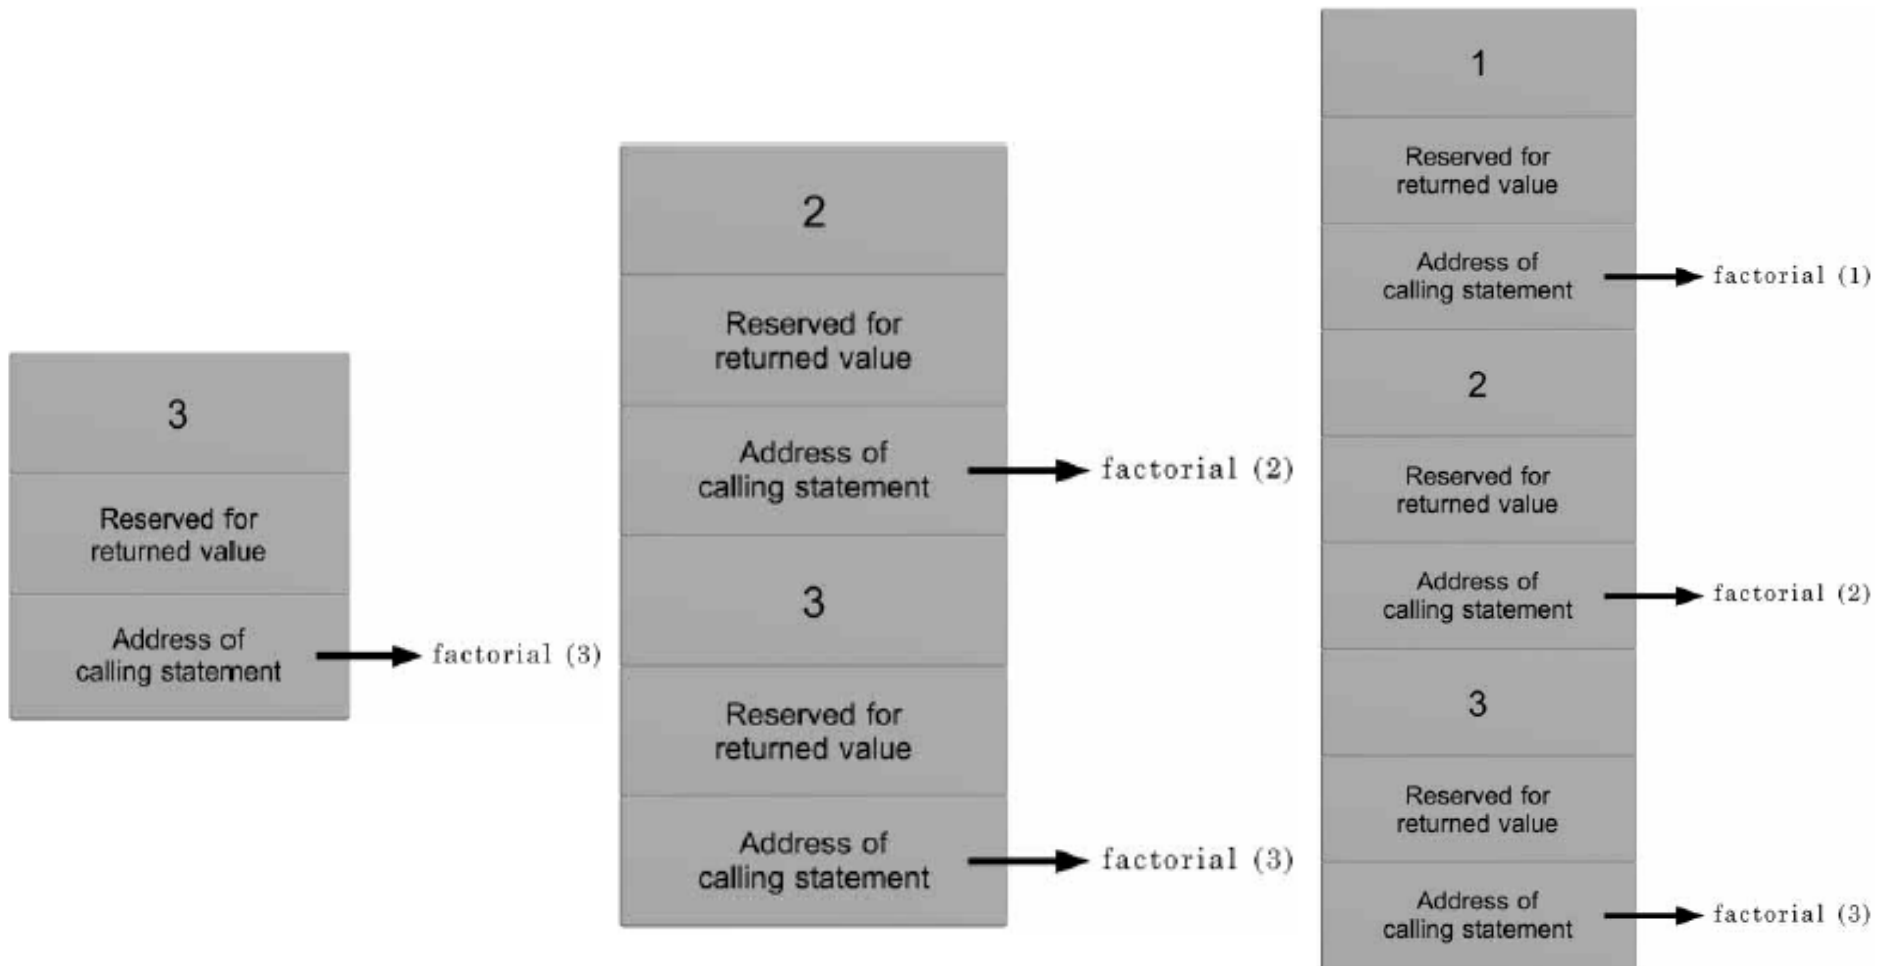 3
Reserved for
returned value
Address of
calling statement
factorial (3)
2
Reserved for
returned value
Address of
calling statement
factorial (2)
3
Reserved for
returned value
Address of
calling statement
factorial (3)
1
Reserved for
returned value
Address of
calling statement
factorial (1)
2
Reserved for
returned value
Address of
calling statement
factorial (2)
3
Reserved for
returned value
Address of
calling statement
factorial (3)